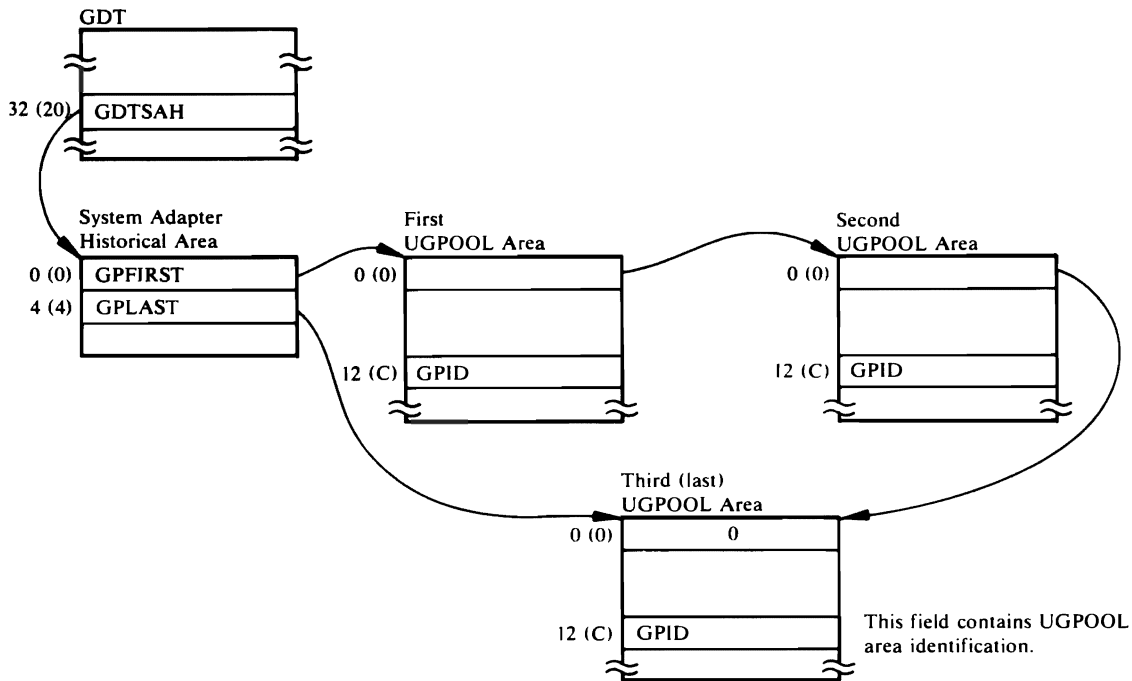 GDT
32 (20)
GDTSAH
System Adapter
Historical Area
0 (0)
GPFIRST
4 (4)
GPLAST
First
UGPOOL Area
0 (0)
12 (C)
GPID
Second
UGPOOL Area
0 (0)
12 (C)
GPID
Third (last)
UGPOOL Area
0 (0)
0
12 (C)
GPID
This field contains UGPOOL
area identification.